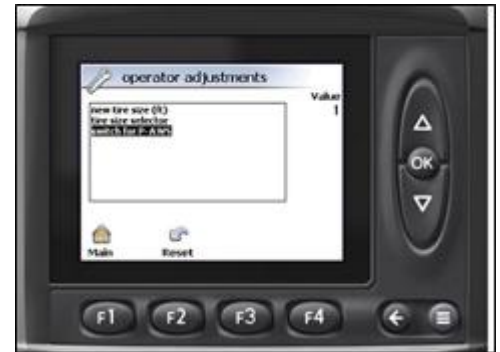 operator adjustments
Value
new tire size (R)
1
tire size selector
switch for P-AWS
Main
Reset
OK
F1
F2
F3
F4